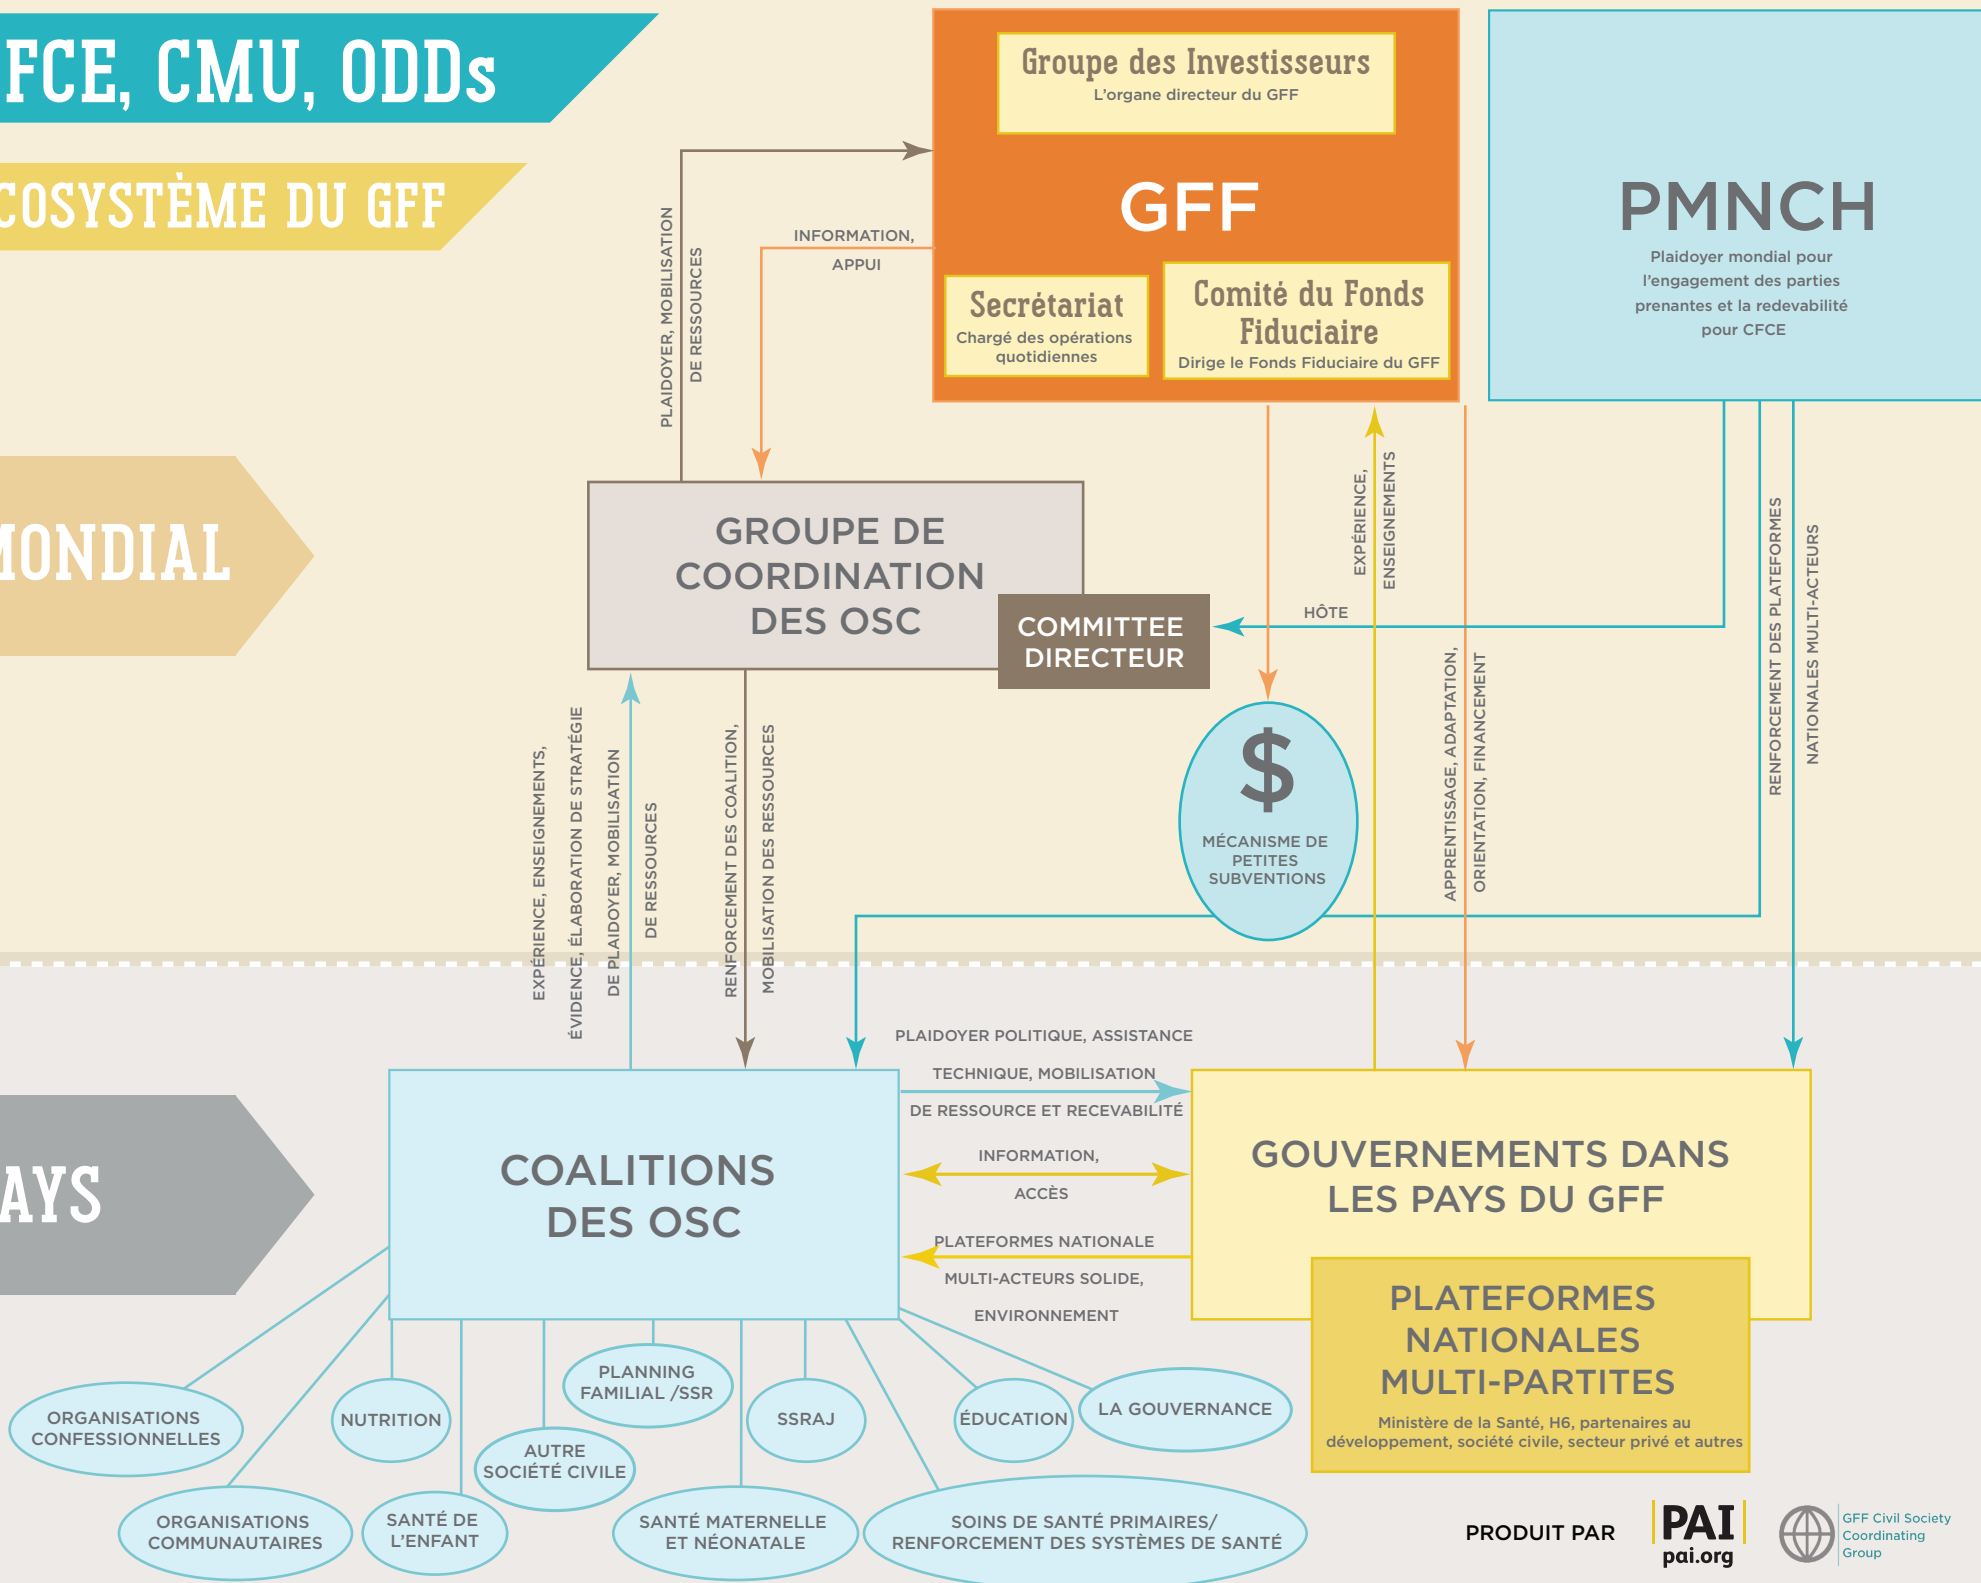 FCE, CMU, ODDs
COSYSTÈME DU GFF
MONDIAL
AYS
Groupe des Investisseurs
L'organe directeur du GFF
GFF
Secrétariat
Chargé des opérations
quotidiennes
Comité du Fonds
Fiduciaire
Dirige le Fonds Fiduciaire du GFF
PMNCH
Plaidoyer mondial pour
l'engagement des parties
prenantes et la redevabilité
pour CFCE
PLAIDOYER, MOBILISATION
DE RESSOURCES
INFORMATION,
APPUI
GROUPE DE
COORDINATION
DES OSC
COMMITTEE
DIRECTEUR
HÔTE
EXPÉRIENCE,
ENSEIGNEMENTS
APPRENTISSAGE, ADAPTATION,
ORIENTATION, FINANCEMENT
RENFORCEMENT DES PLATEFORMES
NATIONALES MULTI-ACTEURS
$
MÉCANISME DE
PETITES
SUBVENTIONS
EXPÉRIENCE, ENSEIGNEMENTS,
ÉVIDENCE, ÉLABORATION DE STRATÉGIE
DE PLAIDOYER, MOBILISATION
DE RESSOURCES
RENFORCEMENT DES COALITION,
MOBILISATION DES RESSOURCES
COALITIONS
DES OSC
PLAIDOYER POLITIQUE, ASSISTANCE
TECHNIQUE, MOBILISATION
DE RESSOURCE ET RECEVABILITÉ
INFORMATION,
ACCÈS
PLATEFORMES NATIONALE
MULTI-ACTEURS SOLIDE,
ENVIRONNEMENT
GOUVERNEMENTS DANS
LES PAYS DU GFF
PLATEFORMES
NATIONALES
MULTI-PARTITES
Ministère de la Santé, H6, partenaires au
développement, société civile, secteur privé et autres
ORGANISATIONS
CONFESSIONNELLES
ORGANISATIONS
COMMUNAUTAIRES
NUTRITION
SANTÉ DE
L'ENFANT
AUTRE
SOCIÉTÉ CIVILE
PLANNING
FAMILIAL /SSR
SANTÉ MATERNELLE
ET NÉONATALE
SSRAJ
SOINS DE SANTÉ PRIMAIRES/
RENFORCEMENT DES SYSTÈMES DE SANTÉ
ÉDUCATION
LA GOUVERNANCE
PRODUIT PAR
PAI
pai.org
GFF Civil Society
Coordinating
Group